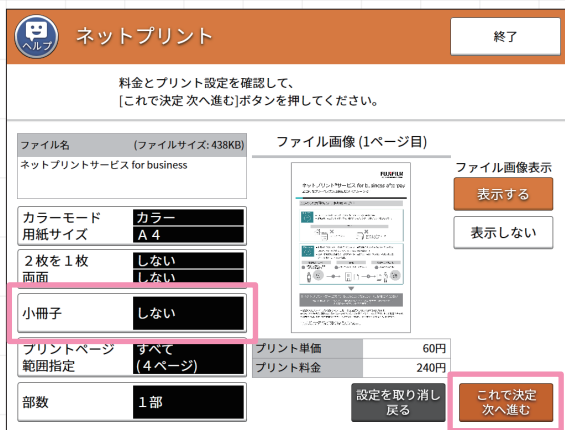 ヘルプ
ネットプリント
終了
料金とプリント設定を確認して、
[これで決定 次へ進む]ボタンを押してください。
ファイル名 (ファイルサイズ: 438KB)
ネットプリントサービス for business
カラーモード カラー
用紙サイズ A4
2枚を1枚 しない
両面 しない
小冊子 しない
プリントページ すべて
範囲指定 (4ページ)
部数 1部
ファイル画像 (1ページ目)
FUJIFILM
プリント単価 60円
プリント料金 240円
ファイル画像表示
表示する
表示しない
設定を取り消し
戻る
これで決定
次へ進む